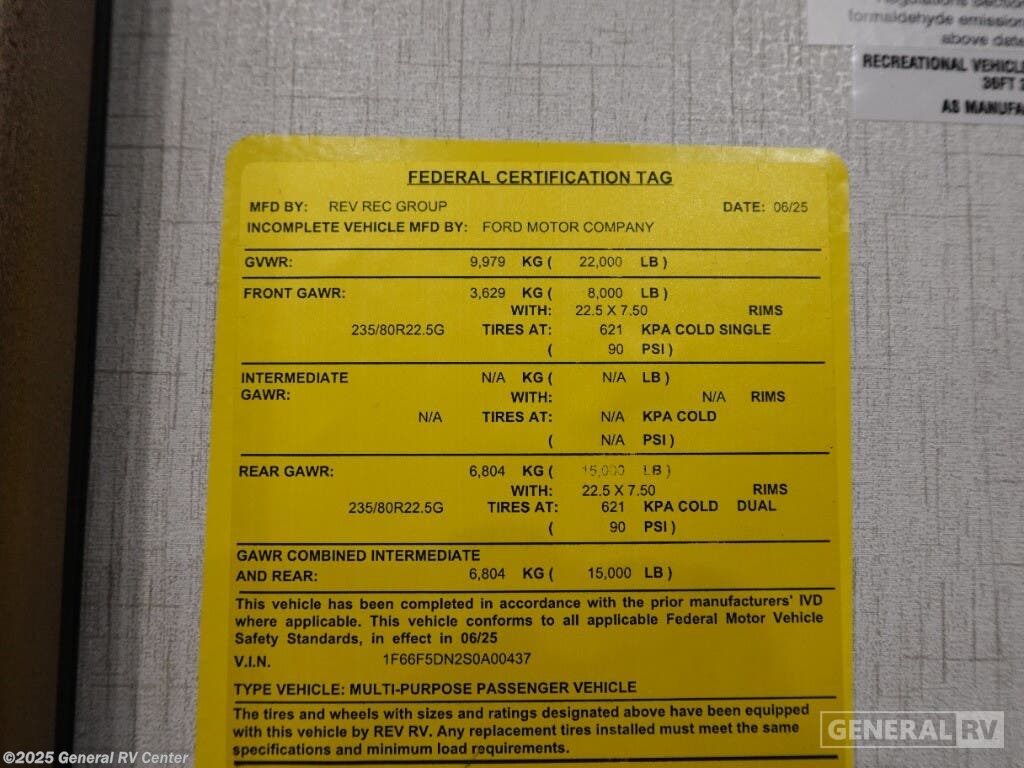 Regulations Section
formaldehyde emission
above date
RECREATIONAL VEHICLE
36FT
AS MANUFA
FEDERAL CERTIFICATION TAG
MFD BY: REV REC GROUP DATE: 06/25
INCOMPLETE VEHICLE MFD BY: FORD MOTOR COMPANY
GVWR: 9,979 KG ( 22,000 LB )
FRONT GAWR: 3,629 KG ( 8,000 LB )
WITH: 22.5 X 7.50 RIMS
235/80R22.5G TIRES AT: 621 KPA COLD SINGLE
( 90 PSI )
INTERMEDIATE N/A KG ( N/A LB )
GAWR: WITH: N/A RIMS
N/A TIRES AT: N/A KPA COLD
( N/A PSI )
REAR GAWR: 6,804 KG ( 15,000 LB )
WITH: 22.5 X 7.50 RIMS
235/80R22.5G TIRES AT: 621 KPA COLD DUAL
( 90 PSI )
GAWR COMBINED INTERMEDIATE
AND REAR: 6,804 KG ( 15,000 LB )
This vehicle has been completed in accordance with the prior manufacturers' IVD
where applicable. This vehicle conforms to all applicable Federal Motor Vehicle
Safety Standards, in effect in 06/25
V.I.N. 1F66F5DN2S0A00437
TYPE VEHICLE: MULTI-PURPOSE PASSENGER VEHICLE
The tires and wheels with sizes and ratings designated above have been equipped
with this vehicle by REV RV. Any replacement tires installed must meet the same
specifications and minimum load requirements.
GENERAL RV
©2025 General RV Center